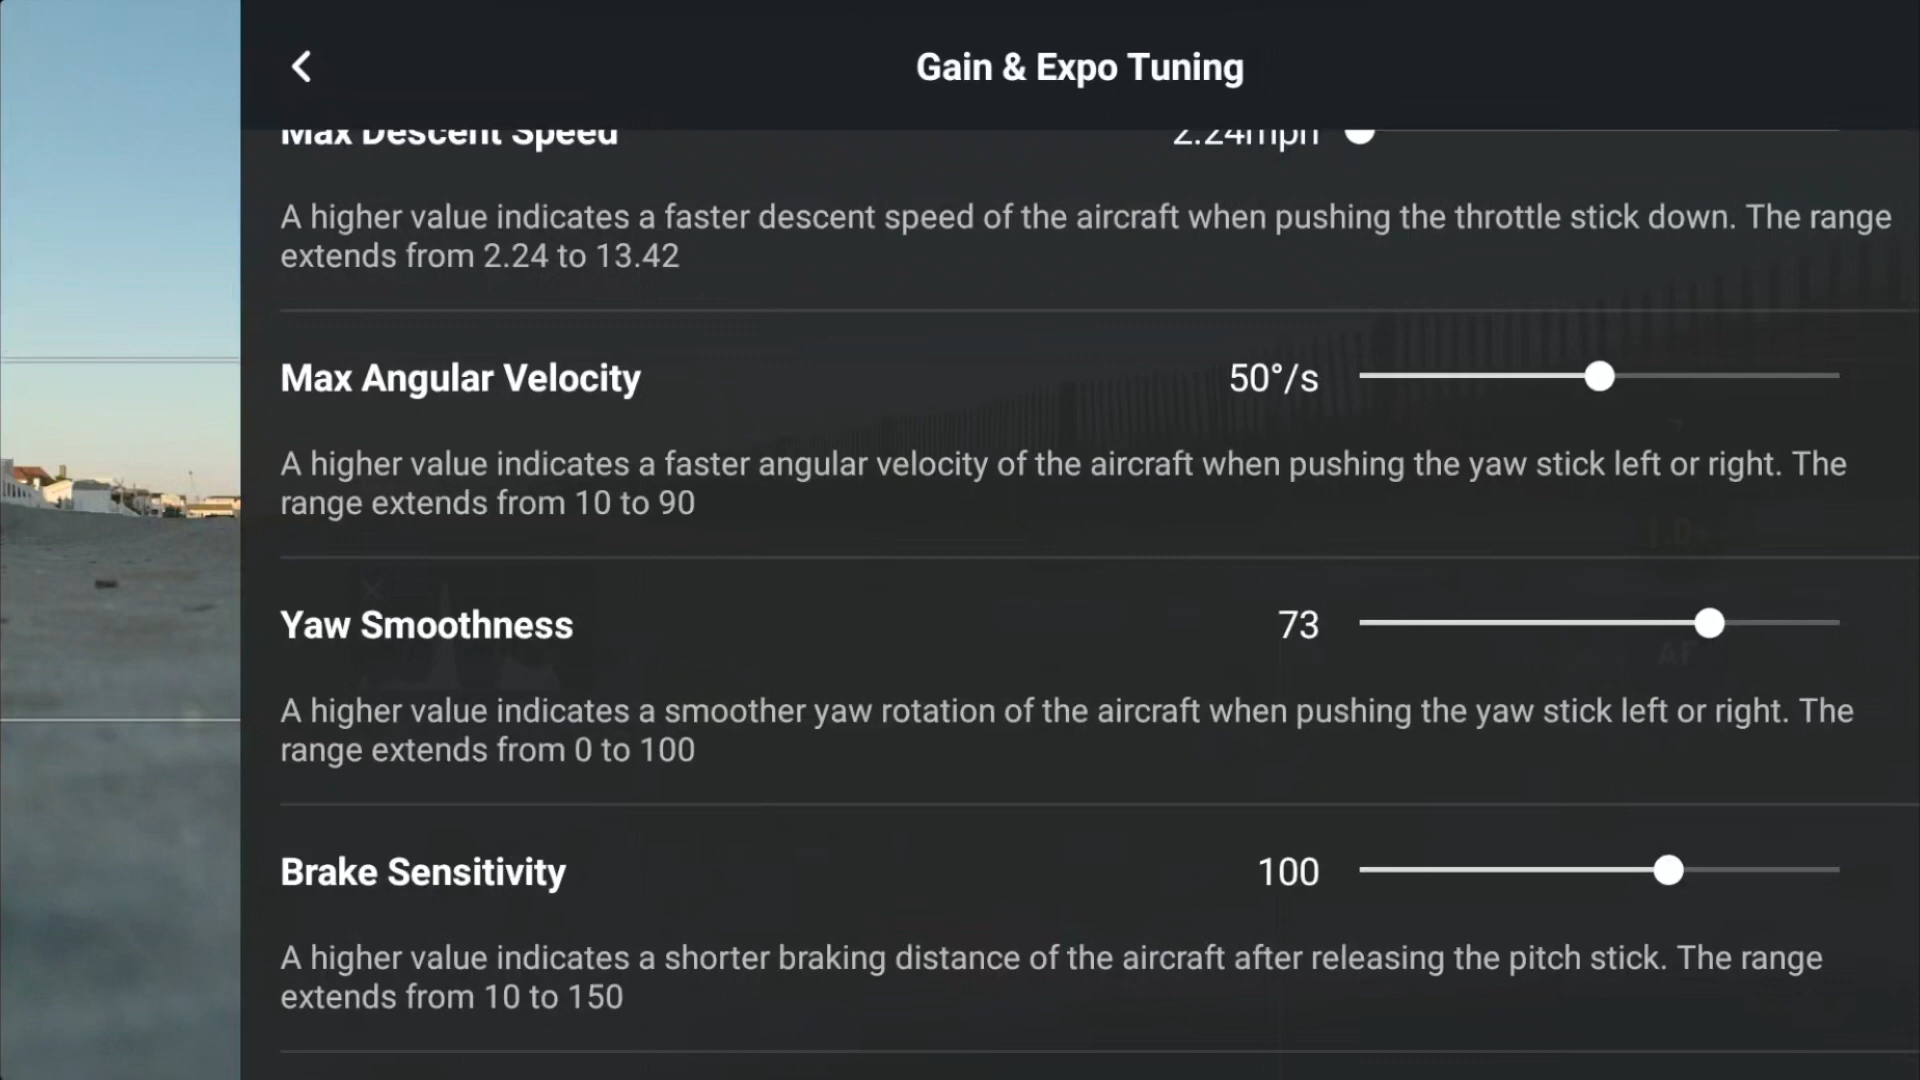 Gain & Expo Tuning
Max Descent Speed 2.24mph
A higher value indicates a faster descent speed of the aircraft when pushing the throttle stick down. The range
extends from 2.24 to 13.42
Max Angular Velocity 50°/s
A higher value indicates a faster angular velocity of the aircraft when pushing the yaw stick left or right. The
range extends from 10 to 90
Yaw Smoothness 73
A higher value indicates a smoother yaw rotation of the aircraft when pushing the yaw stick left or right. The
range extends from 0 to 100
Brake Sensitivity 100
A higher value indicates a shorter braking distance of the aircraft after releasing the pitch stick. The range
extends from 10 to 150